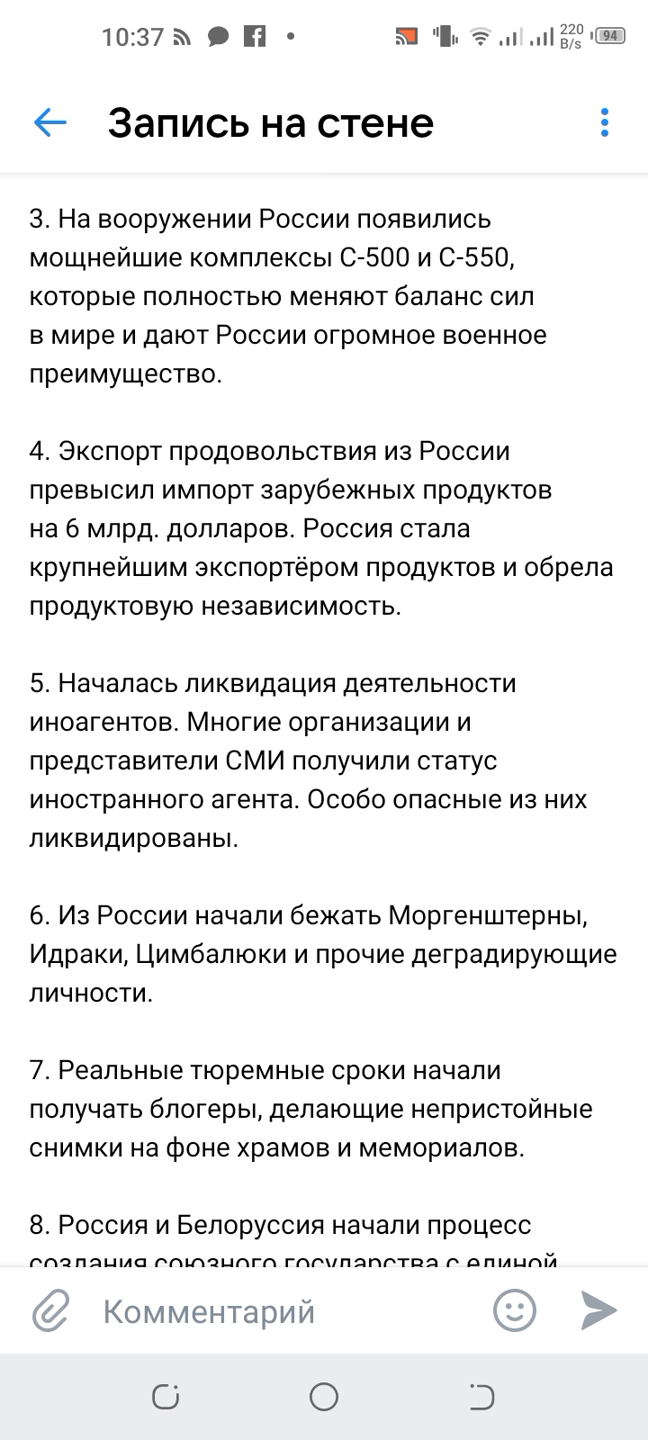 10:37
220
B/s
94
Запись на стене
3. На вооружении России появились
мощнейшие комплексы С-500 и С-550,
которые полностью меняют баланс сил
в мире и дают России огромное военное
преимущество.
4. Экспорт продовольствия из России
превысил импорт зарубежных продуктов
на 6 млрд. долларов. Россия стала
крупнейшим экспортёром продуктов и обрела
продуктовую независимость.
5. Началась ликвидация деятельности
иноагентов. Многие организации и
представители СМИ получили статус
иностранного агента. Особо опасные из них
ликвидированы.
6. Из России начали бежать Моргенштерны,
Идраки, Цимбалюки и прочие деградирующие
личности.
7. Реальные тюремные сроки начали
получать блогеры, делающие непристойные
снимки на фоне храмов и мемориалов.
8. Россия и Белоруссия начали процесс
создания союзного государства с единой
Комментарий